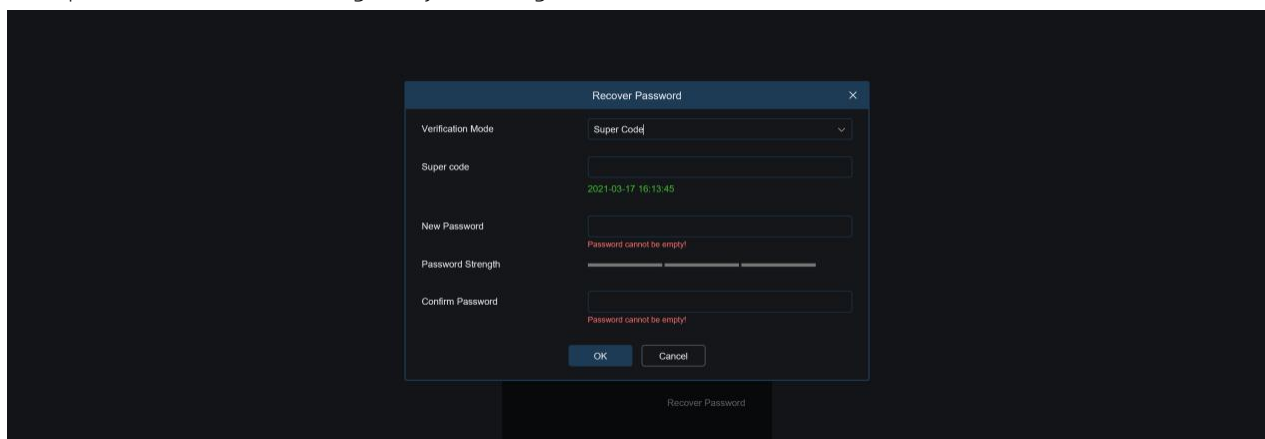 Recover Password
Verification Mode Super Code
Super code
2021-03-17 16:13:45
New Password
Password cannot be empty!
Password Strength
Confirm Password
Password cannot be empty!
OK Cancel
Recover Password